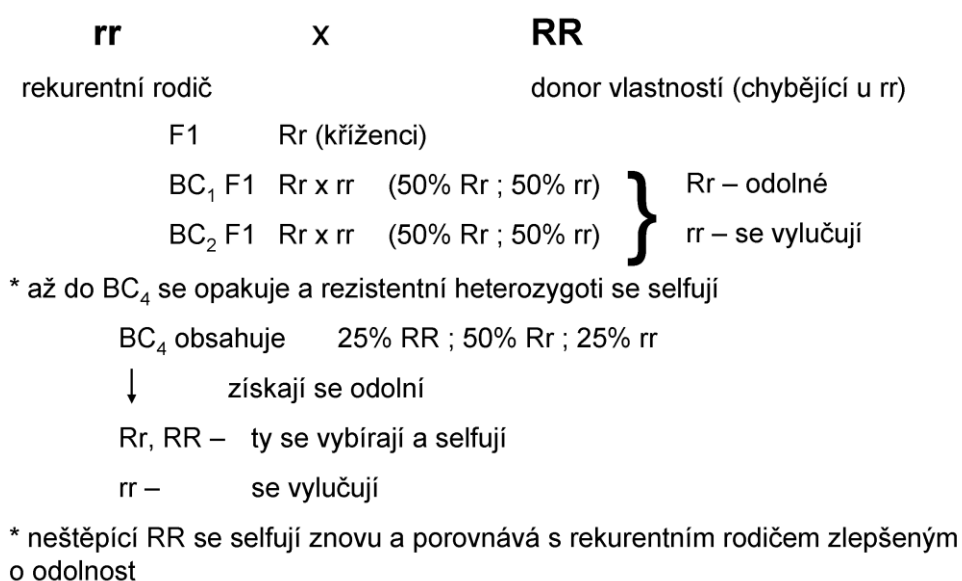 rr x RR
rekurentní rodič donor vlastností (chybějící u rr)
F1 Rr (kříženci)
BC₁ F1 Rr x rr (50% Rr ; 50% rr) } Rr – odolné
BC₂ F1 Rr x rr (50% Rr ; 50% rr) rr – se vylučují
* až do BC₄ se opakuje a rezistentní heterozygoti se selfují
BC₄ obsahuje 25% RR ; 50% Rr ; 25% rr
↓ získají se odolní
Rr, RR – ty se vybírají a selfují
rr – se vylučují
* neštěpící RR se selfují znovu a porovnává s rekurentním rodičem zlepšeným
o odolnost